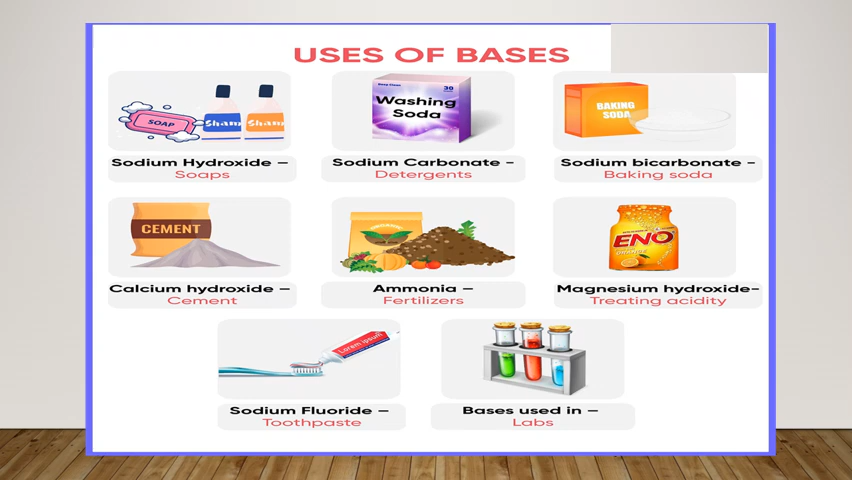 USES OF BASES
SOAP
Sham
Sham
Washing
Soda
30
BAKING
SODA
Sodium Hydroxide –
Soaps
Sodium Carbonate -
Detergents
Sodium bicarbonate -
Baking soda
CEMENT
ENO
Calcium hydroxide –
Cement
Ammonia –
Fertilizers
Magnesium hydroxide-
Treating acidity
Lorem ipsum
Sodium Fluoride –
Toothpaste
Bases used in –
Labs